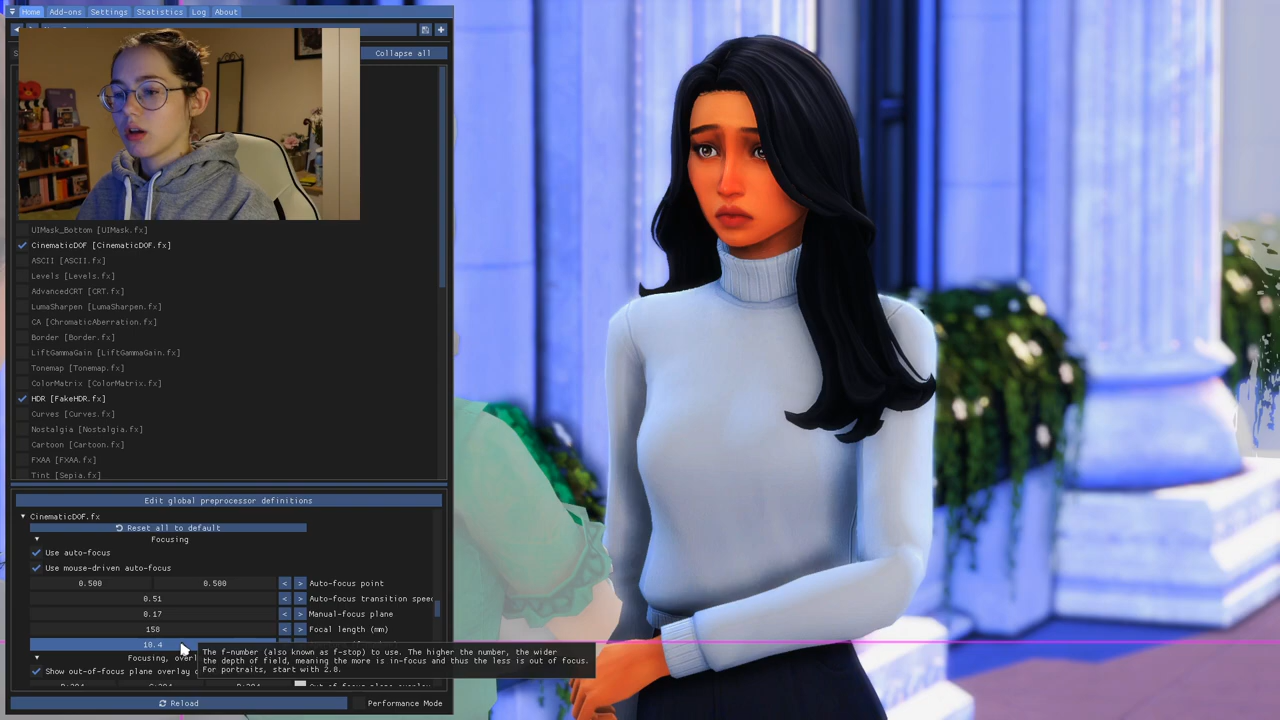 Home Add-ons Settings Statistics Log About
Collapse all
UIMask_Bottom [UIMask.fx]
CinematicDOF [CinematicDOF.fx]
ASCII [ASCII.fx]
Levels [Levels.fx]
AdvancedCRT [CRT.fx]
LumaSharpen [LumaSharpen.fx]
CA [ChromaticAberration.fx]
Border [Border.fx]
LiftGammaGain [LiftGammaGain.fx]
Tonemap [Tonemap.fx]
ColorMatrix [ColorMatrix.fx]
HDR [FakeHDR.fx]
Curves [Curves.fx]
Nostalgia [Nostalgia.fx]
Cartoon [Cartoon.fx]
FXAA [FXAA.fx]
Tint [Sepia.fx]
Edit global preprocessor definitions
CinematicDOF.fx
Reset all to default
Focusing
Use auto-focus
Use mouse-driven auto-focus
0.500 0.500 < > Auto-focus point
0.51 < > Auto-focus transition speed
0.17 < > Manual-focus plane
150 < > Focal length (mm)
10.4
The f-number (also known as f-stop) to use. The higher the number, the wider
the depth of field, meaning the more is in-focus and thus the less is out of focus.
For portraits, start with 2.8.
Focusing, overl
Show out-of-focus plane overlay o
Reload Performance Mode